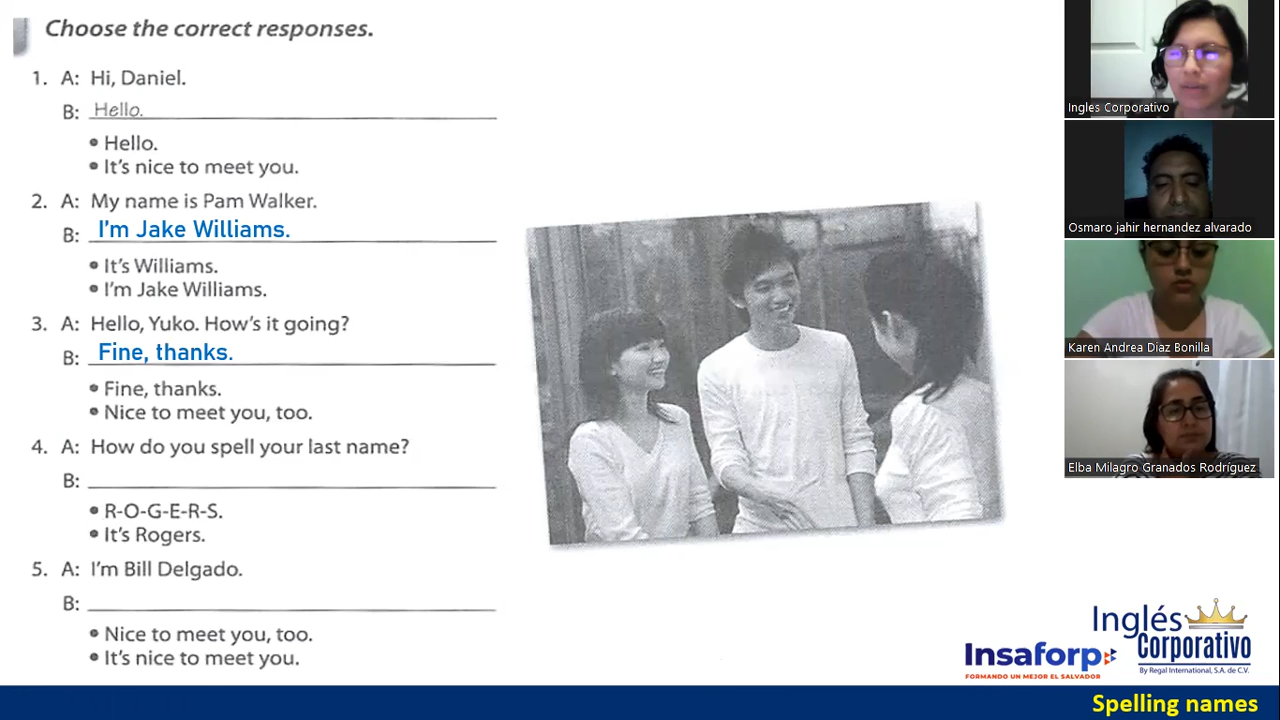 Choose the correct responses.
1. A: Hi, Daniel.
B: Hello.
• Hello.
• It's nice to meet you.
2. A: My name is Pam Walker.
B: I'm Jake Williams.
• It's Williams.
• I'm Jake Williams.
3. A: Hello, Yuko. How's it going?
B: Fine, thanks.
• Fine, thanks.
• Nice to meet you, too.
4. A: How do you spell your last name?
B:
• R-O-G-E-R-S.
• It's Rogers.
5. A: I'm Bill Delgado.
B:
• Nice to meet you, too.
• It's nice to meet you.
Ingles Corporativo
Osmaro jahir hernandez alvarado
Karen Andrea Diaz Bonilla
Elba Milagro Granados Rodríguez
Insaforp
FORMANDO UN MEJOR EL SALVADOR
Inglés
Corporativo
By Regal International, S.A. de C.V.
Spelling names